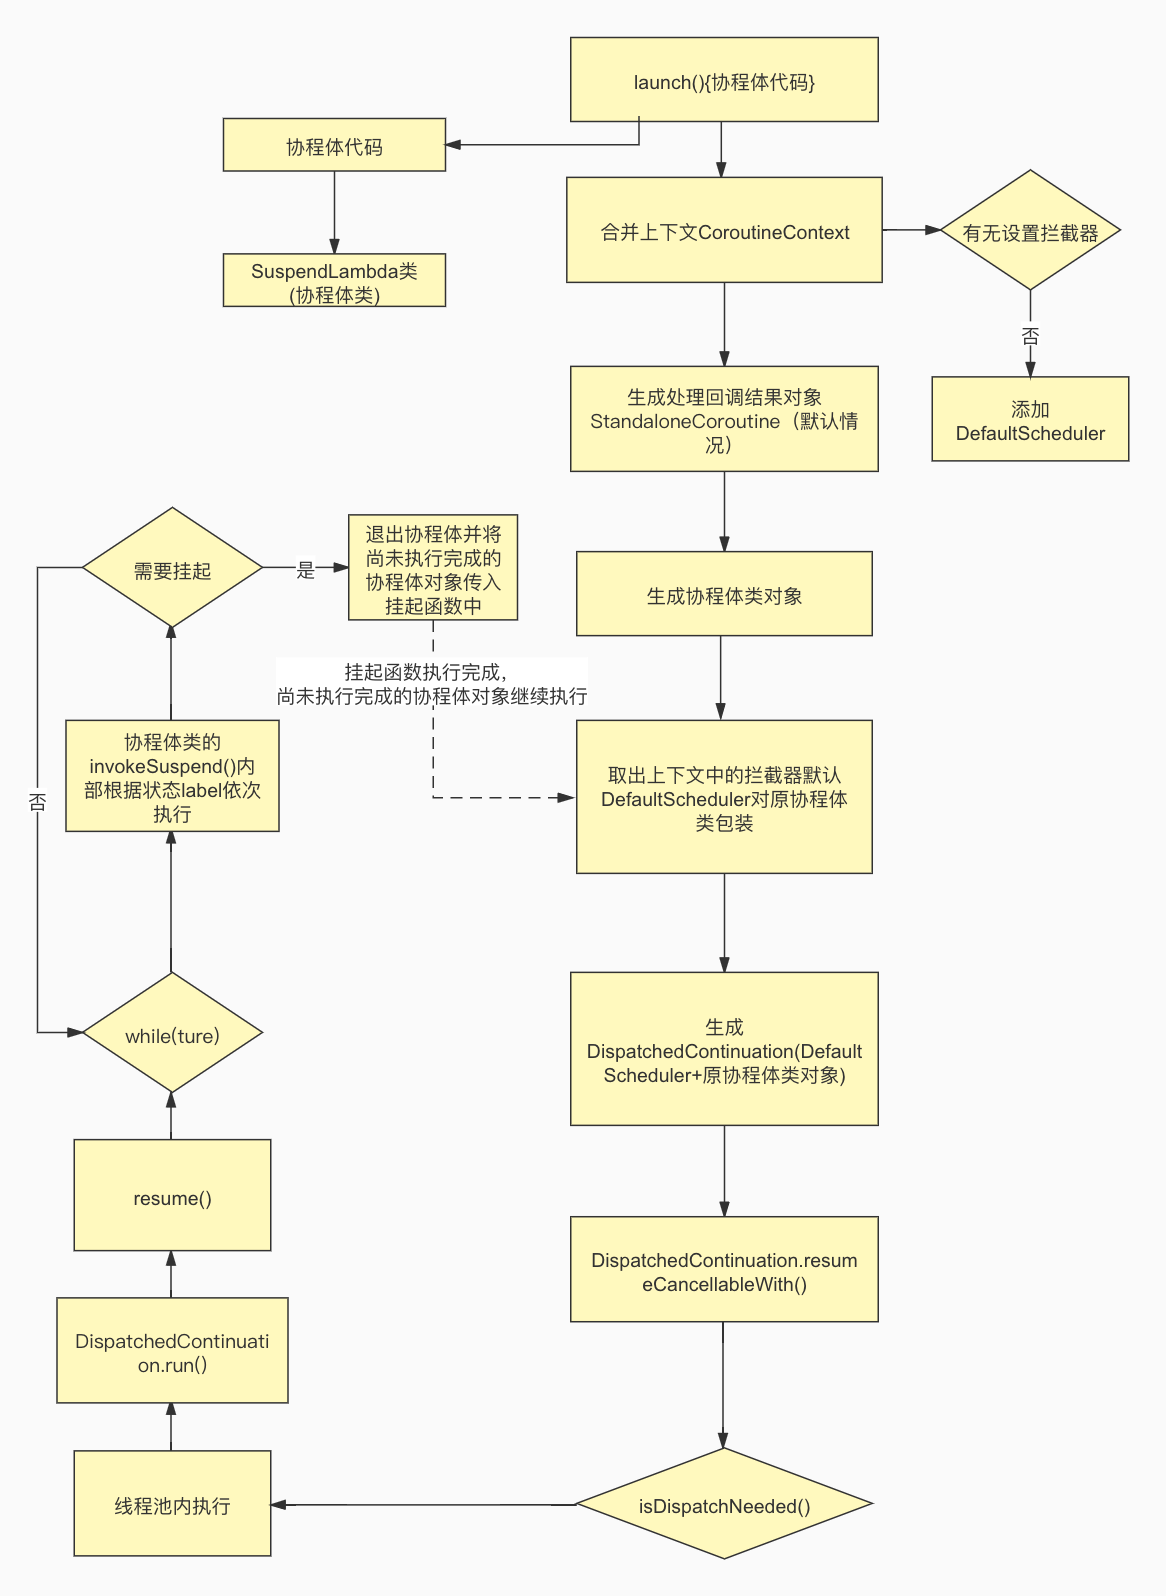 launch(){协程体代码}
协程体代码
SuspendLambda类
(协程体类)
合并上下文CoroutineContext
有无设置拦截器
否
添加
DefaultScheduler
生成处理回调结果对象
StandaloneCoroutine（默认情
况）
需要挂起
是
退出协程体并将
尚未执行完成的
协程体对象传入
挂起函数中
生成协程体类对象
挂起函数执行完成，
尚未执行完成的协程体对象继续执行
协程体类的
invokeSuspend()内
部根据状态label依次
执行
否
取出上下文中的拦截器默认
DefaultScheduler对原协程体
类包装
while(ture)
生成
DispatchedContinuation(Default
Scheduler+原协程体类对象)
resume()
DispatchedContinuation.resum
eCancellableWith()
DispatchedContinuati
on.run()
线程池内执行
isDispatchNeeded()